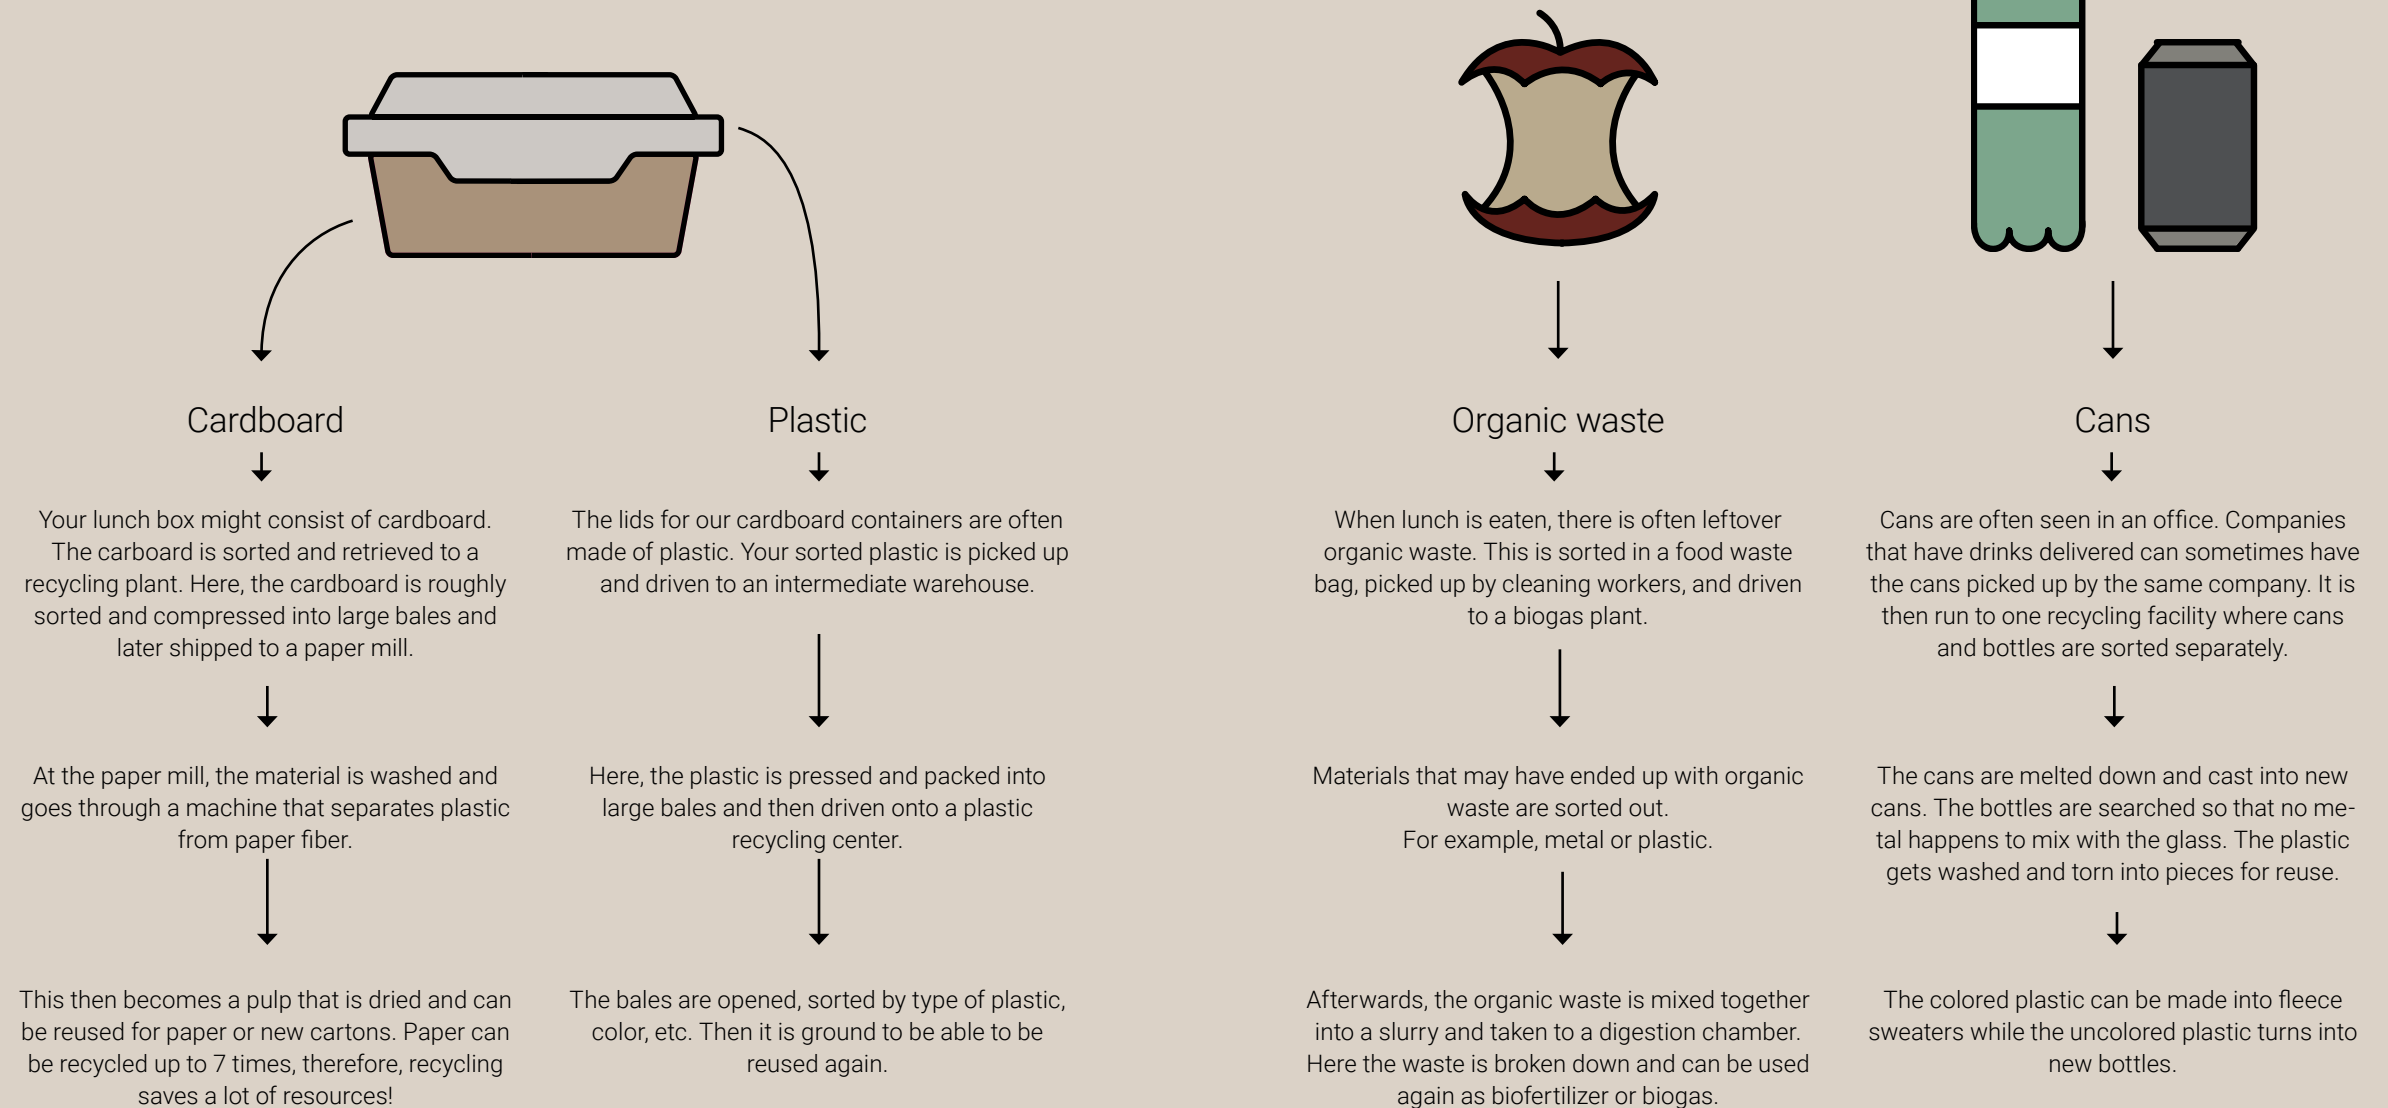 Cardboard
Your lunch box might consist of cardboard.
The carboard is sorted and retrieved to a
recycling plant. Here, the cardboard is roughly
sorted and compressed into large bales and
later shipped to a paper mill.
At the paper mill, the material is washed and
goes through a machine that separates plastic
from paper fiber.
This then becomes a pulp that is dried and can
be reused for paper or new cartons. Paper can
be recycled up to 7 times, therefore, recycling
saves a lot of resources!
Plastic
The lids for our cardboard containers are often
made of plastic. Your sorted plastic is picked up
and driven to an intermediate warehouse.
Here, the plastic is pressed and packed into
large bales and then driven onto a plastic
recycling center.
The bales are opened, sorted by type of plastic,
color, etc. Then it is ground to be able to be
reused again.
Organic waste
When lunch is eaten, there is often leftover
organic waste. This is sorted in a food waste
bag, picked up by cleaning workers, and driven
to a biogas plant.
Materials that may have ended up with organic
waste are sorted out.
For example, metal or plastic.
Afterwards, the organic waste is mixed together
into a slurry and taken to a digestion chamber.
Here the waste is broken down and can be used
again as biofertilizer or biogas.
Cans
Cans are often seen in an office. Companies
that have drinks delivered can sometimes have
the cans picked up by the same company. It is
then run to one recycling facility where cans
and bottles are sorted separately.
The cans are melted down and cast into new
cans. The bottles are searched so that no me-
tal happens to mix with the glass. The plastic
gets washed and torn into pieces for reuse.
The colored plastic can be made into fleece
sweaters while the uncolored plastic turns into
new bottles.